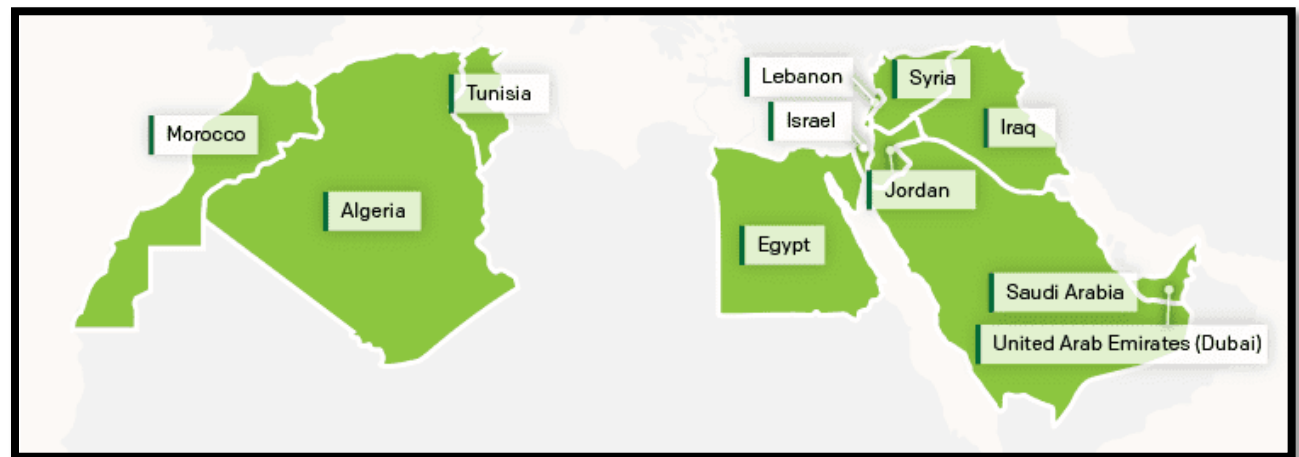 Lebanon
Syria
Tunisia
Israel
Morocco
Iraq
Jordan
Algeria
Egypt
Saudi Arabia
United Arab Emirates (Dubai)